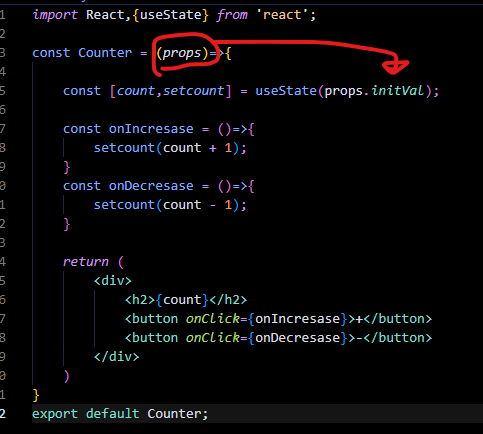 1 import React,{useState} from 'react';
2
3 const Counter = (props)=>{
4
5 const [count,setcount] = useState(props.initVal);
6
7 const onIncresase = ()=>{
8 setcount(count + 1);
9 }
0 const onDecresase = ()=>{
1 setcount(count - 1);
2 }
3
4 return (
5 <div>
6 <h2>{count}</h2>
7 <button onClick={onIncresase}>+</button>
8 <button onClick={onDecresase}>-</button>
9 </div>
0 )
1 }
2 export default Counter;